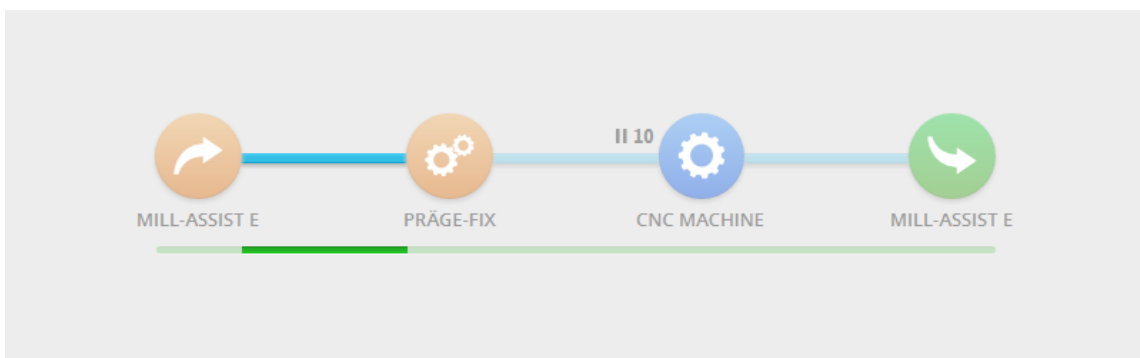 II 10
MILL-ASSIST E
PRÄGE-FIX
CNC MACHINE
MILL-ASSIST E